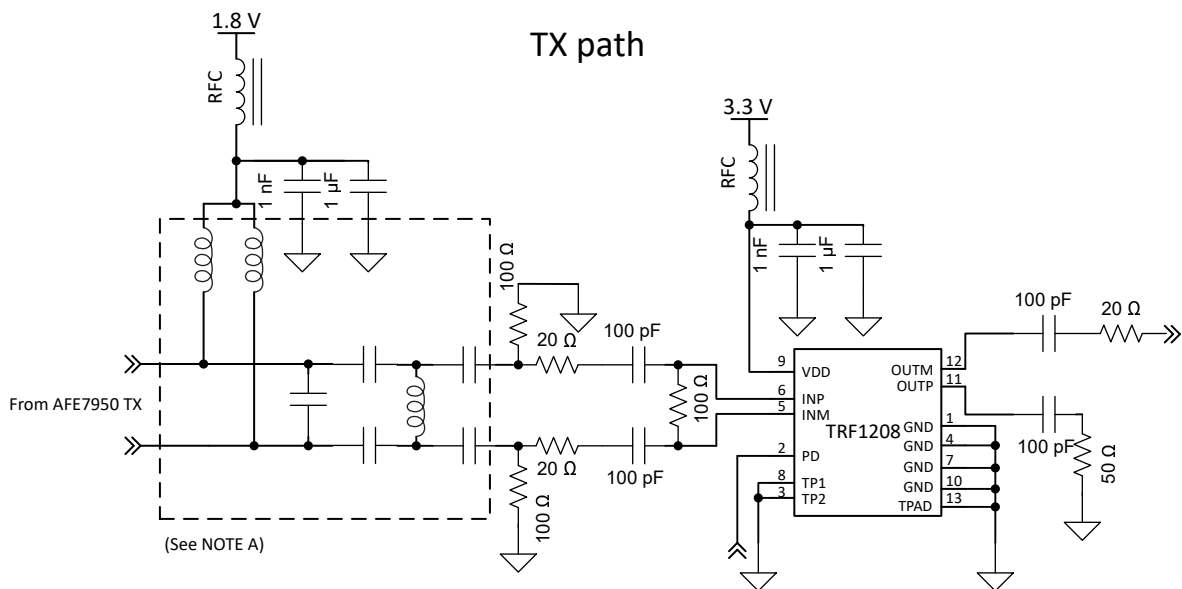 TX path
1.8 V
RFC
1 nF
1 µF
100 Ω
20 Ω
100 pF
100 Ω
From AFE7950 TX
20 Ω
100 pF
100 Ω
(See NOTE A)
3.3 V
RFC
1 nF
1 µF
9
VDD
6
INP
5
INM
2
PD
8
TP1
3
TP2
TRF1208
OUTM
12
OUTP
11
GND
1
GND
4
GND
7
GND
10
TPAD
13
100 pF
20 Ω
100 pF
50 Ω